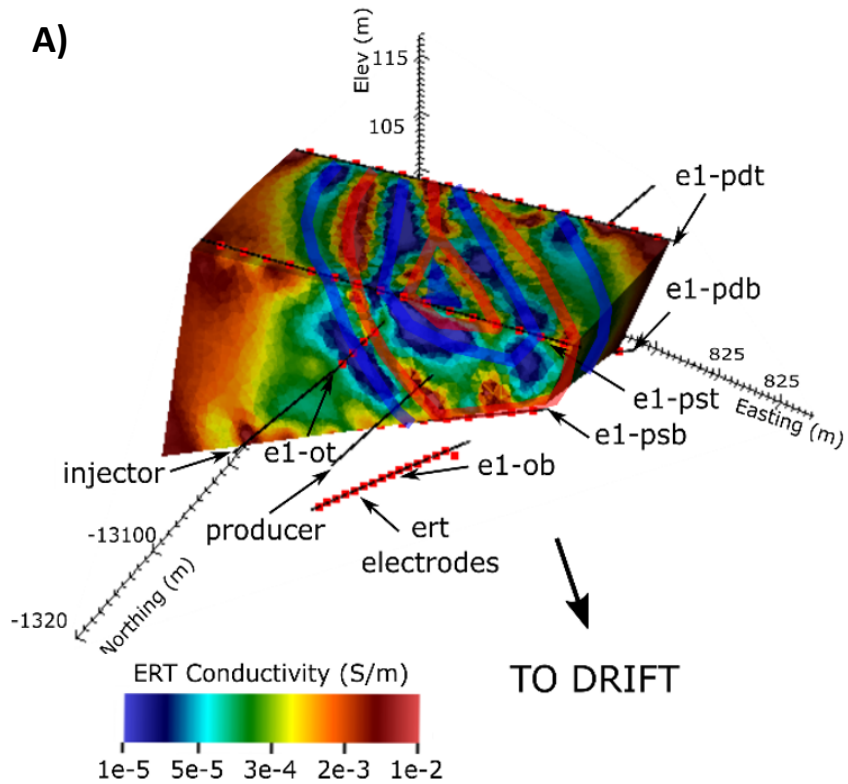 A)
Elev (m)
115
105
e1-pdt
e1-pdb
825
825
Easting (m)
e1-pst
e1-psb
e1-ot
injector
e1-ob
producer
ert
electrodes
-13100
-1320
Northing (m)
TO DRIFT
ERT Conductivity (S/m)
1e-5 5e-5 3e-4 2e-3 1e-2